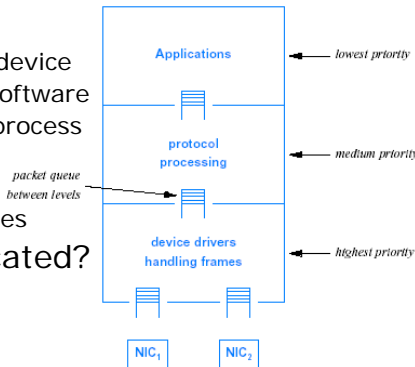 device
oftware
process
es
cated?
Applications
lowest priority
protocol
processing
medium priority
packet queue
between levels
device drivers
handling frames
highest priority
NIC1
NIC2